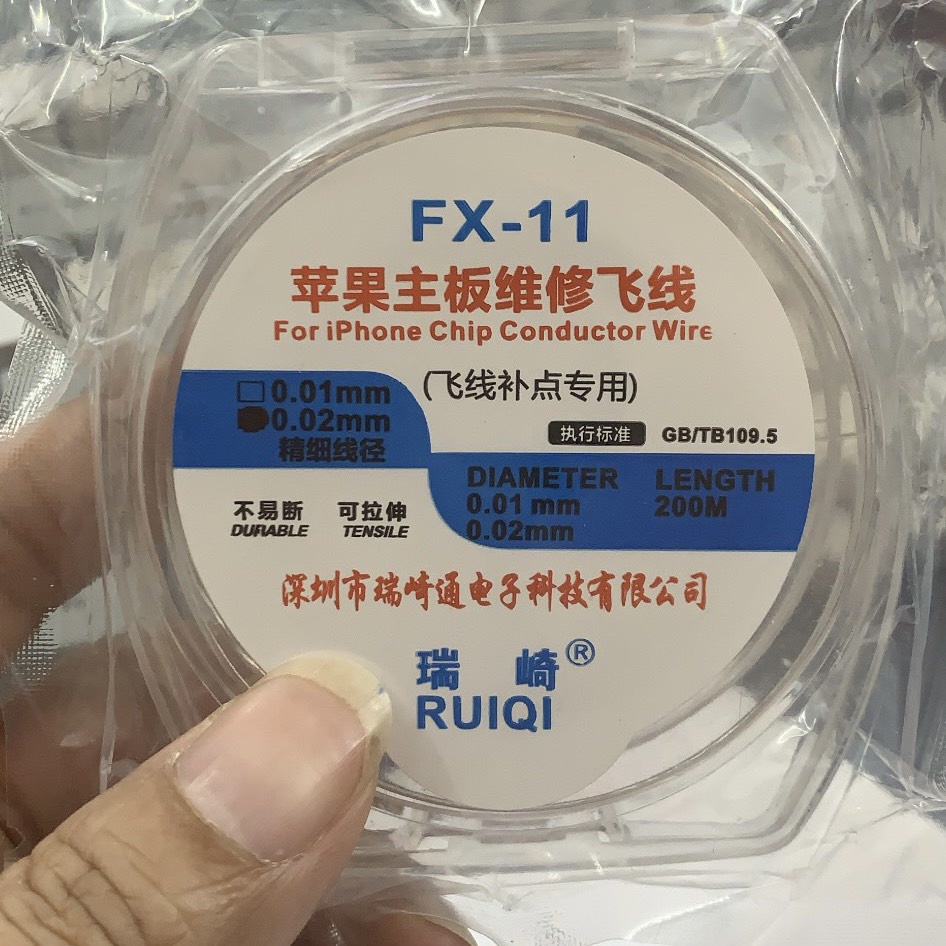 FX-11
苹果主板维修飞线
For iPhone Chip Conductor Wire
0.01mm
(飞线补点专用)
0.02mm
精细线径
执行标准 GB/TB109.5
DIAMETER LENGTH
0.01 mm 200M
0.02mm
不易断 可拉伸
DURABLE TENSILE
深圳市瑞崎通电子科技有限公司
瑞崎®
RUIQI